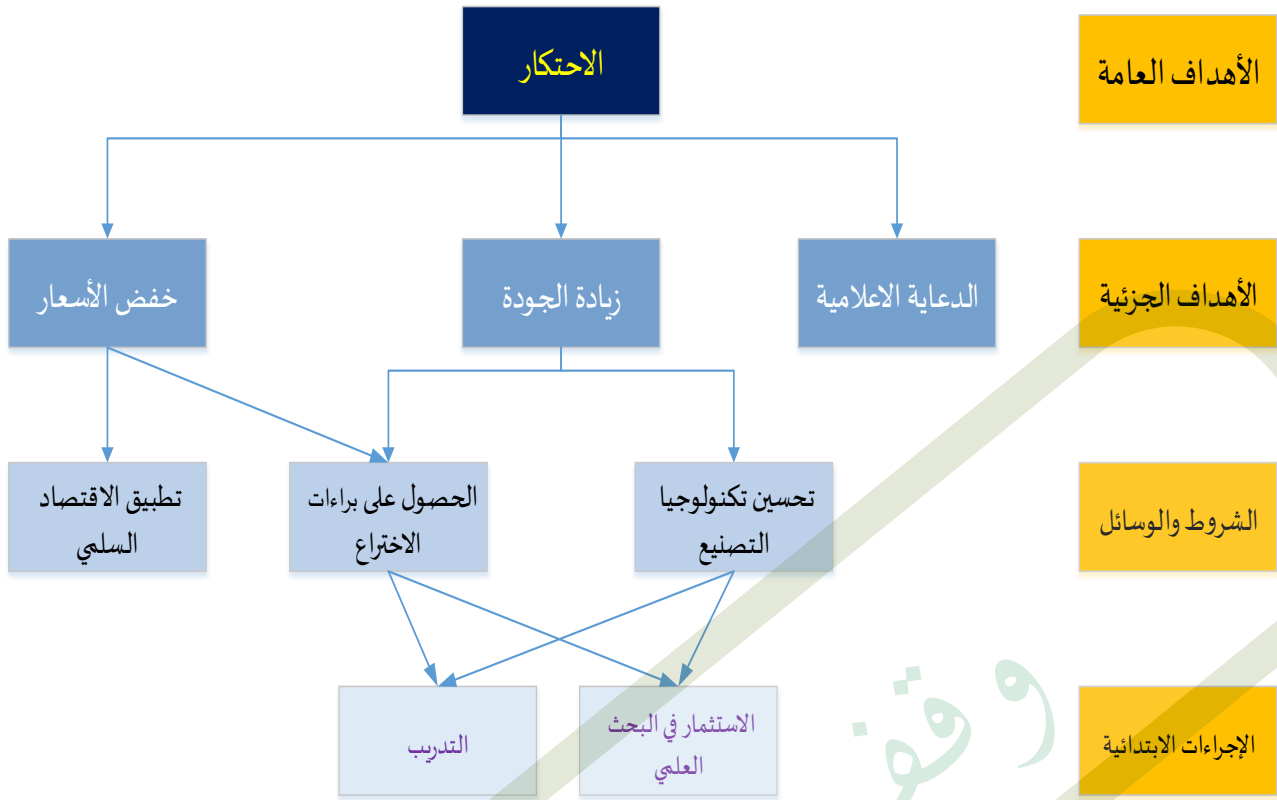 الأهداف العامة
الاحتكار
الأهداف الجزئية
الدعاية الاعلامية
زيادة الجودة
خفض الأسعار
الشروط والوسائل
تحسين تكنولوجيا
التصنيع
الحصول على براءات
الاختراع
تطبيق الاقتصاد
السلمي
الإجراءات الابتدائية
الاستثمار في البحث
العلمي
التدريب